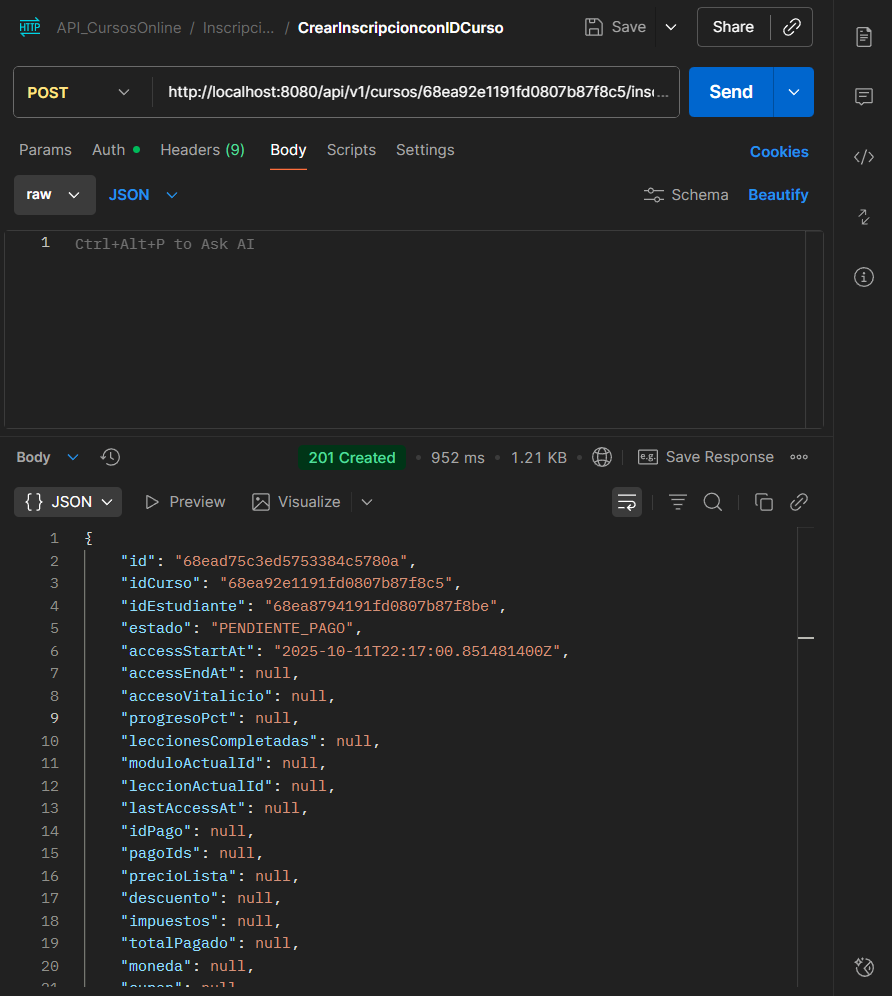 HTTP API_CursosOnline / Inscripci... / CrearInscripcionconIDCurso Save Share
POST http://localhost:8080/api/v1/cursos/68ea92e1191fd0807b87f8c5/insc... Send
Params Auth Headers (9) Body Scripts Settings Cookies
raw JSON Schema Beautify
1 Ctrl+Alt+P to Ask AI
Body 201 Created 952 ms 1.21 KB e.g. Save Response
{} JSON Preview Visualize
1 {
2 "id": "68ead75c3ed5753384c5780a",
3 "idCurso": "68ea92e1191fd0807b87f8c5",
4 "idEstudiante": "68ea8794191fd0807b87f8be",
5 "estado": "PENDIENTE_PAGO",
6 "accessStartAt": "2025-10-11T22:17:00.851481400Z",
7 "accessEndAt": null,
8 "accesoVitalicio": null,
9 "progresoPct": null,
10 "leccionesCompletadas": null,
11 "moduloActualId": null,
12 "leccionActualId": null,
13 "lastAccessAt": null,
14 "idPago": null,
15 "pagoIds": null,
16 "precioLista": null,
17 "descuento": null,
18 "impuestos": null,
19 "totalPagado": null,
20 "moneda": null,